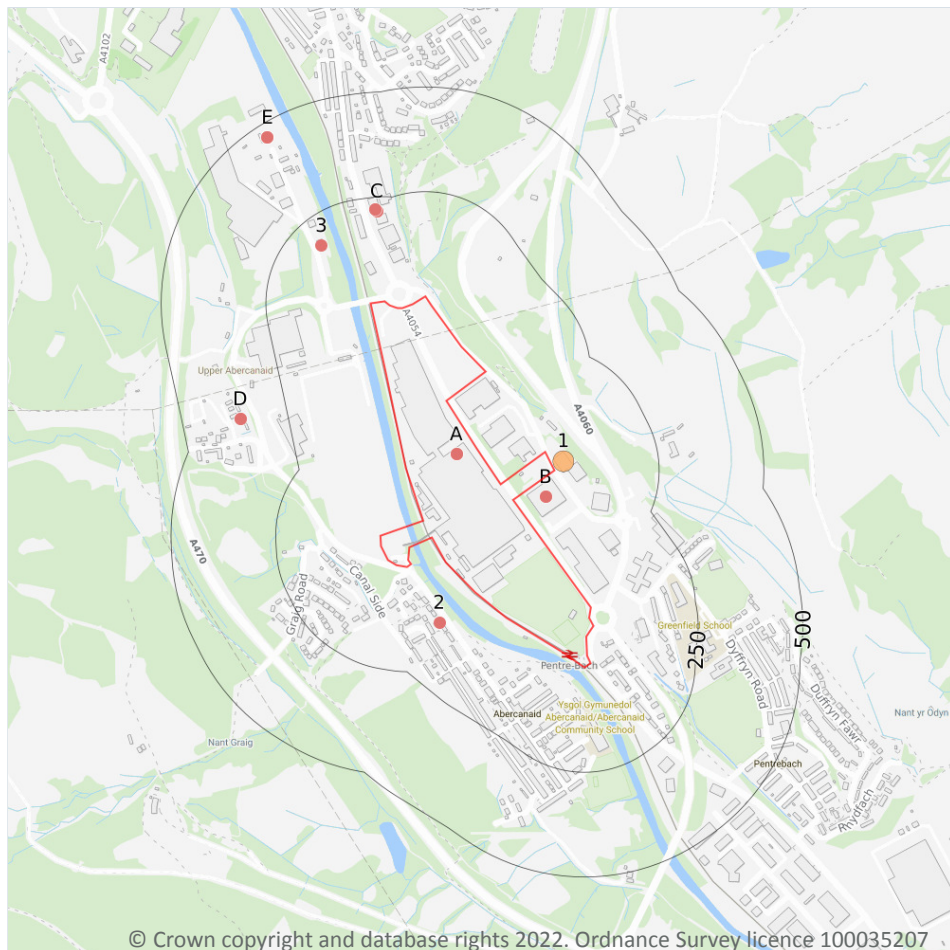 A4102
E
C
3
A4054
Upper Abercanaid
D
A4060
A
1
B
A470
Canal Side
Graig Road
2
Greenfield School
250
500
Pentre-Bach
Dyffryn Road
Duffryn Fawr
Ysgol Gymunedol
Abercanaid/Abercanaid
Community School
Abercanaid
Nant yr Odyn
Nant Graig
Pentrebach
Rhydfach
© Crown copyright and database rights 2022. Ordnance Survey licence 100035207